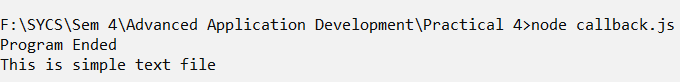 F:\SYCS\Sem 4\Advanced Application Development\Practical 4>node callback.js
Program Ended
This is simple text file